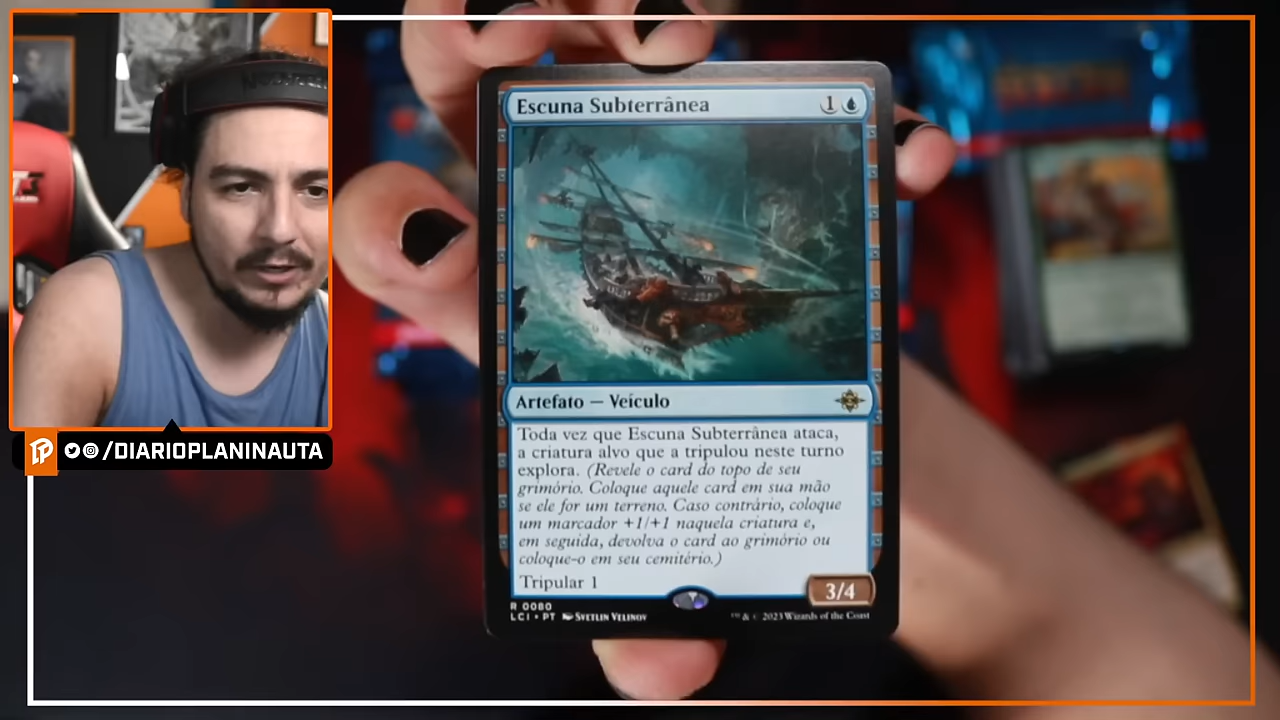 Escuna Subterrânea 1
Artefato — Veículo
Toda vez que Escuna Subterrânea ataca,
a criatura alvo que a tripulou neste turno
explora. (Revele o card do topo de seu
grimório. Coloque aquele card em sua mão
se ele for um terreno. Caso contrário, coloque
um marcador +1/+1 naquela criatura e,
em seguida, devolva o card ao grimório ou
coloque-o em seu cemitério.)
Tripular 1
3/4
R 0080
LCI • PT Svetlin Velinov
™ & © 2023 Wizards of the Coast
/DIARIOPLANINAUTA